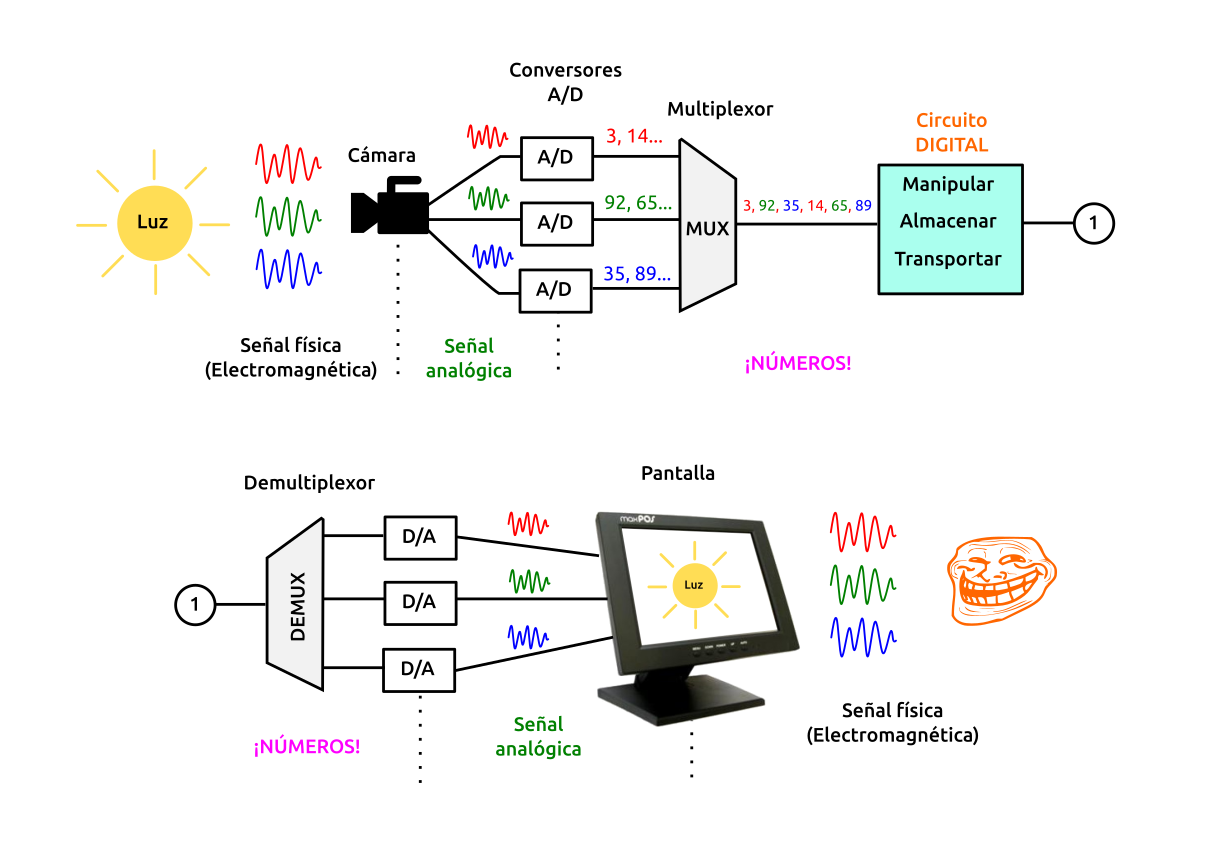 Conversores
A/D
Multiplexor
Circuito
DIGITAL
Cámara
Luz
A/D
3, 14...
A/D
92, 65...
A/D
35, 89...
MUX
3, 92, 35, 14, 65, 89
Manipular
Almacenar
Transportar
1
Señal física
(Electromagnética)
Señal
analógica
¡NÚMEROS!
Demultiplexor
Pantalla
1
DEMUX
D/A
D/A
D/A
maxPOS
Luz
¡NÚMEROS!
Señal
analógica
Señal física
(Electromagnética)